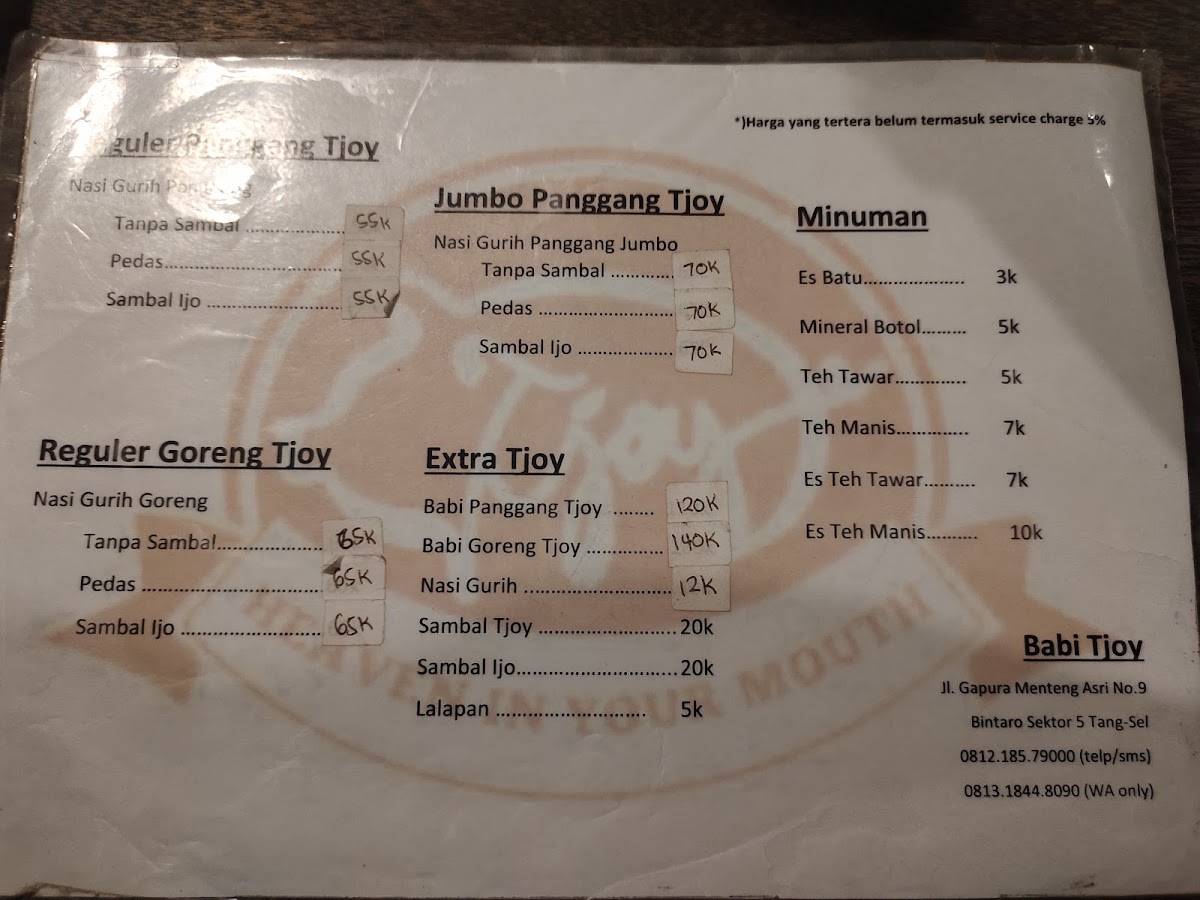 *)Harga yang tertera belum termasuk service charge 5%
Reguler Panggang Tjoy
Nasi Gurih Panggang
Tanpa Sambal .................... 55K
Pedas.................................... 55K
Sambal Ijo ........................... 55K
Jumbo Panggang Tjoy
Nasi Gurih Panggang Jumbo
Tanpa Sambal ............. 70K
Pedas ........................... 70K
Sambal Ijo ................... 70K
Minuman
Es Batu..................... 3k
Mineral Botol......... 5k
Teh Tawar.............. 5k
Teh Manis............... 7k
Es Teh Tawar.......... 7k
Es Teh Manis.......... 10k
Reguler Goreng Tjoy
Nasi Gurih Goreng
Tanpa Sambal..................... 65K
Pedas .................................... 65K
Sambal Ijo ............................ 65K
Extra Tjoy
Babi Panggang Tjoy ........ 120K
Babi Goreng Tjoy ............... 140K
Nasi Gurih ............................. 12K
Sambal Tjoy ...........................20k
Sambal Ijo...............................20k
Lalapan ............................. 5k
Tjoy
HEAVEN IN YOUR MOUTH
Babi Tjoy
Jl. Gapura Menteng Asri No.9
Bintaro Sektor 5 Tang-Sel
0812.185.79000 (telp/sms)
0813.1844.8090 (WA only)